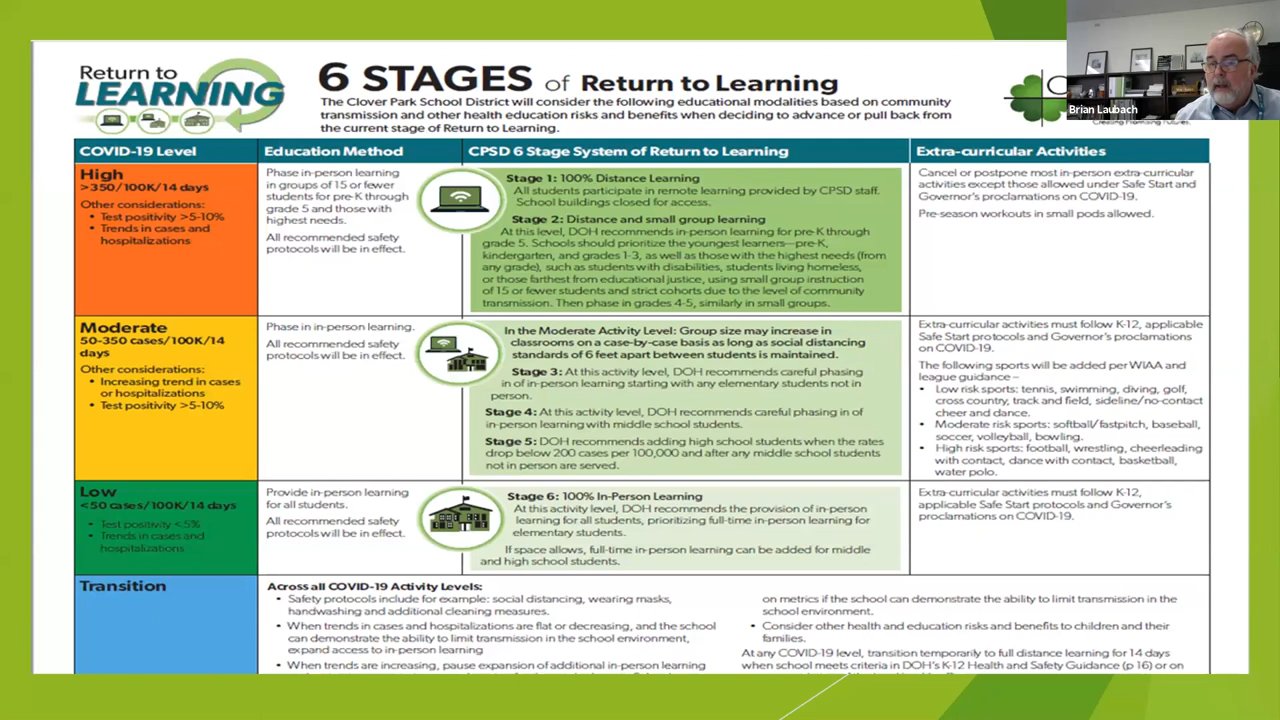 Return to
LEARNING
6 STAGES of Return to Learning
The Clover Park School District will consider the following educational modalities based on community
transmission and other health education risks and benefits when deciding to advance or pull back from
the current stage of Return to Learning.
C
Brian Laubach
Creating Promising Futures.
COVID-19 Level
Education Method
CPSD 6 Stage System of Return to Learning
Extra-curricular Activities
High
>350/100K/14 days
Other considerations:
• Test positivity >5-10%
• Trends in cases and
hospitalizations
Phase in-person learning
in groups of 15 or fewer
students for pre-K through
grade 5 and those with
highest needs.
All recommended safety
protocols will be in effect.
Stage 1: 100% Distance Learning
All students participate in remote learning provided by CPSD staff.
School buildings closed for access.
Stage 2: Distance and small group learning
At this level, DOH recommends in-person learning for pre-K through
grade 5. Schools should prioritize the youngest learners—pre-K,
kindergarten, and grades 1-3, as well as those with the highest needs (from
any grade), such as students with disabilities, students living homeless,
or those farthest from educational justice, using small group instruction
of 15 or fewer students and strict cohorts due to the level of community
transmission. Then phase in grades 4-5, similarly in small groups.
Cancel or postpone most in-person extra-curricular
activities except those allowed under Safe Start and
Governor's proclamations on COVID-19.
Pre-season workouts in small pods allowed.
Moderate
50-350 cases/100K/14
days
Other considerations:
• Increasing trend in cases
or hospitalizations
• Test positivity >5-10%
Phase in in-person learning.
All recommended safety
protocols will be in effect.
In the Moderate Activity Level: Group size may increase in
classrooms on a case-by-case basis as long as social distancing
standards of 6 feet apart between students is maintained.
Stage 3: At this activity level, DOH recommends careful phasing
in of in-person learning starting with any elementary students not in
person.
Stage 4: At this activity level, DOH recommends careful phasing in of
in-person learning with middle school students.
Stage 5: DOH recommends adding high school students when the rates
drop below 200 cases per 100,000 and after any middle school students
not in person are served.
Extra-curricular activities must follow K-12, applicable
Safe Start protocols and Governor's proclamations
on COVID-19.
The following sports will be added per WIAA and
league guidance –
• Low risk sports: tennis, swimming, diving, golf,
cross country, track and field, sideline/no-contact
cheer and dance.
• Moderate risk sports: softball/fastpitch, baseball,
soccer, volleyball, bowling.
• High risk sports: football, wrestling, cheerleading
with contact, dance with contact, basketball,
water polo.
Low
<50 cases/100K/14 days
• Test positivity <5%
• Trends in cases and
hospitalizations
Provide in-person learning
for all students.
All recommended safety
protocols will be in effect.
Stage 6: 100% In-Person Learning
At this activity level, DOH recommends the provision of in-person
learning for all students, prioritizing full-time in-person learning for
elementary students.
If space allows, full-time in-person learning can be added for middle
and high school students.
Extra-curricular activities must follow K-12,
applicable Safe Start protocols and Governor's
proclamations on COVID-19.
Transition
Across all COVID-19 Activity Levels:
• Safety protocols include for example: social distancing, wearing masks,
handwashing and additional cleaning measures.
• When trends in cases and hospitalizations are flat or decreasing, and the school
can demonstrate the ability to limit transmission in the school environment,
expand access to in-person learning
• When trends are increasing, pause expansion of additional in-person learning
on metrics if the school can demonstrate the ability to limit transmission in the
school environment.
• Consider other health and education risks and benefits to children and their
families.
At any COVID-19 level, transition temporarily to full distance learning for 14 days
when school meets criteria in DOH's K-12 Health and Safety Guidance (p 16) or on